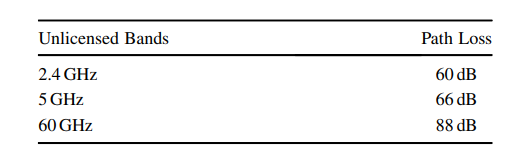 Unlicensed Bands Path Loss
2.4 GHz 60 dB
5 GHz 66 dB
60 GHz 88 dB